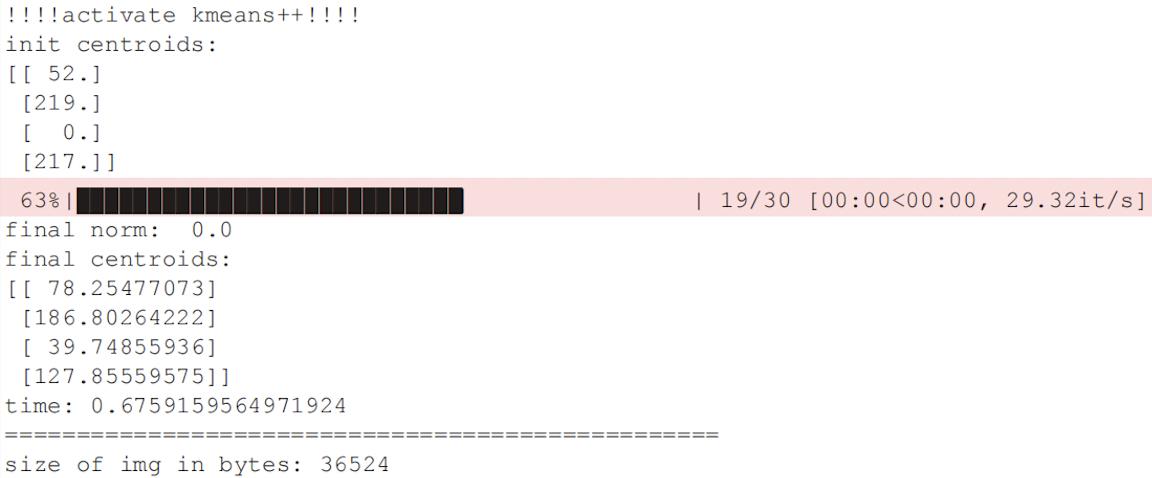 !!!!activate kmeans++!!!!
init centroids:
[[ 52.]
 [219.]
 [  0.]
 [217.]]
 63%|███████████████████████████                | 19/30 [00:00<00:00, 29.32it/s]
final norm:  0.0
final centroids:
[[ 78.25477073]
 [186.80264222]
 [ 39.74855936]
 [127.85559575]]
time: 0.6759159564971924
==================================================
size of img in bytes: 36524